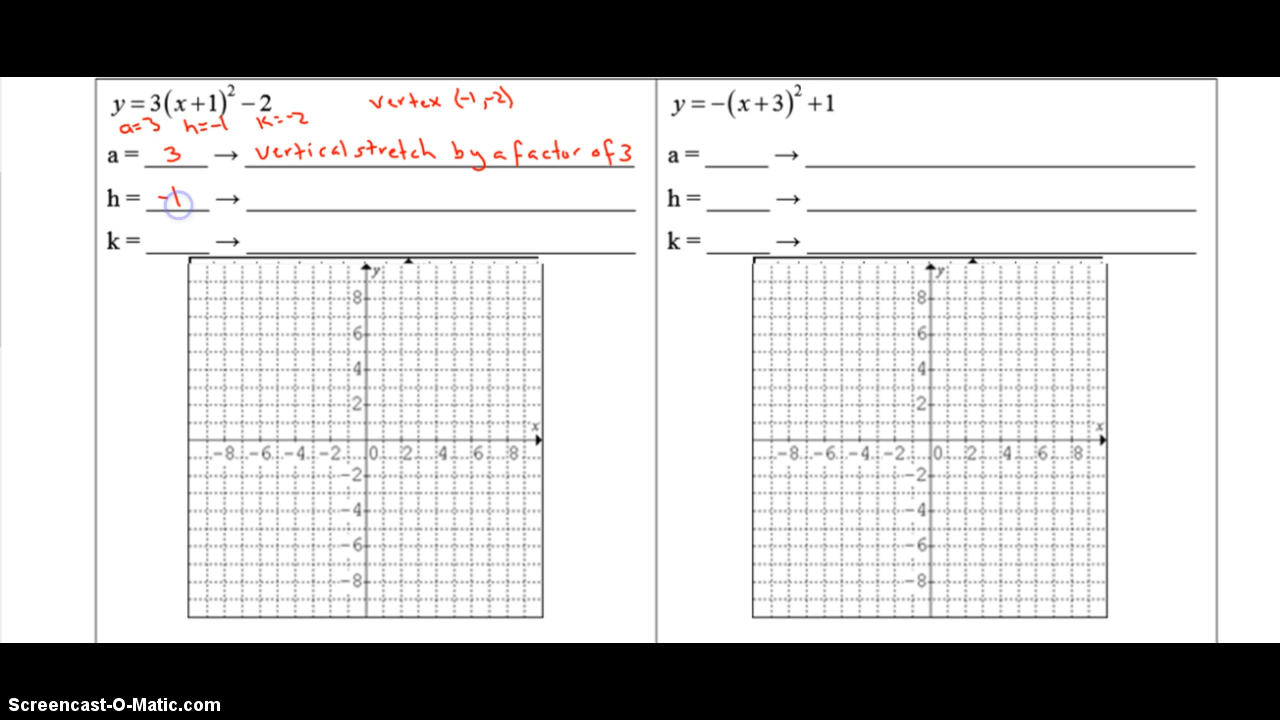 y = 3(x+1)² − 2
vertex (-1,-2)
a=3 h=-1 k=-2
a = 3 → vertical stretch by a factor of 3
h = -1 →
k = →
y
8
6
4
2
x
-8 -6 -4 -2 0 2 4 6 8
-2
-4
-6
-8
y = −(x+3)² + 1
a = →
h = →
k = →
y
8
6
4
2
x
-8 -6 -4 -2 0 2 4 6 8
-2
-4
-6
-8
Screencast-O-Matic.com